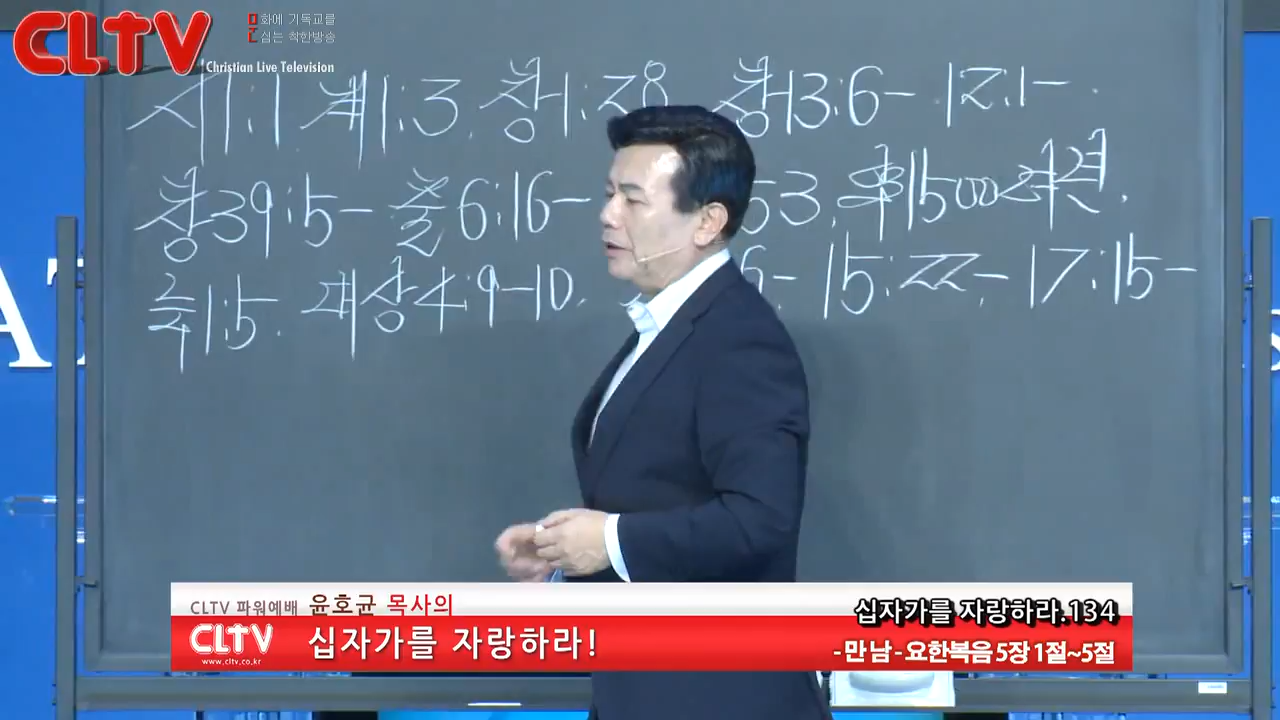 CLTV
문화에 기독교를
심는 착한방송
Christian Live Television
시1:1 계1:3. 창1:28 창13:6- 12:1-.
창39:5- 출6:16- 53.
축1:5. 대상4:9-10. 6- 15:22- 17:15-
CLTV 파워예배 윤호균 목사의
십자가를 자랑하라.134
CLTV
www.cltv.co.kr
십자가를 자랑하라!
-만 남- 요한복음 5장 1절~5절